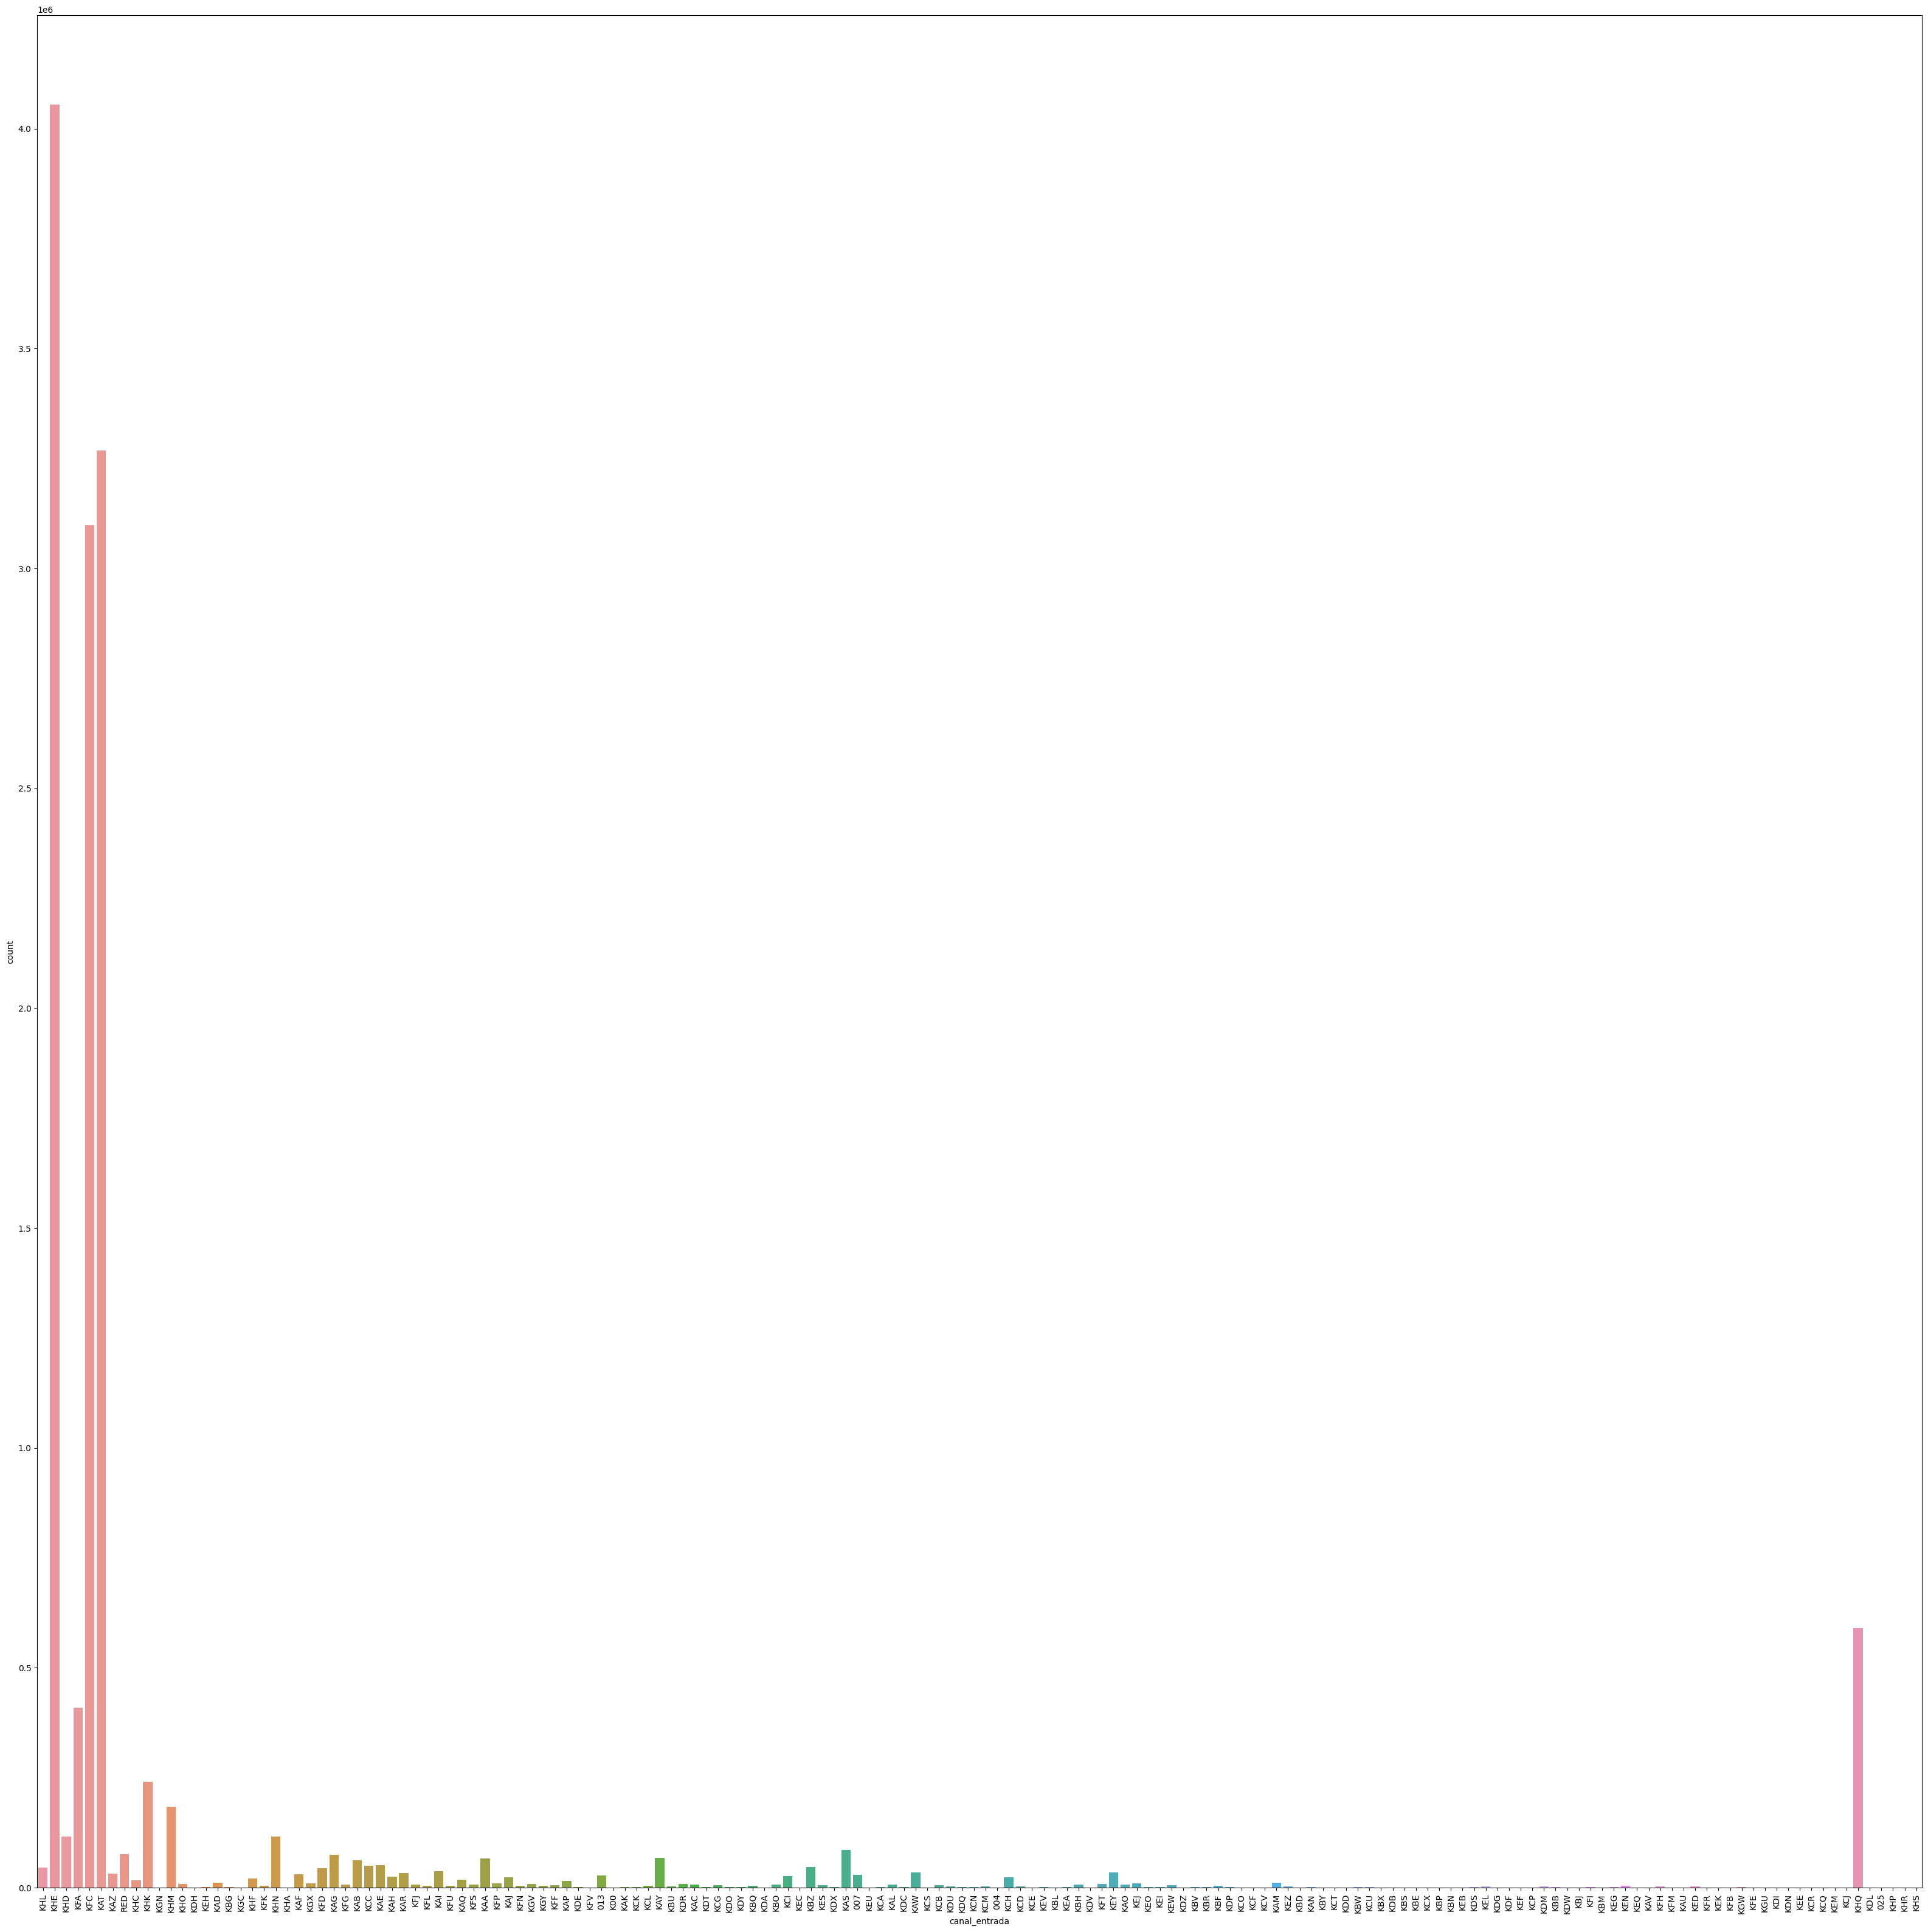 1e6
4.0
3.5
3.0
2.5
2.0
1.5
1.0
0.5
0.0
count
KHL KHE KHD KFA KFC KAT KAZ RED KHC KHK KGN KHM KHO KDH KEH KAD KBG KGC KHF KFK KHN KHA KAF KGX KFD KAG KFG KAB KCC KAE KAH KAR KFJ KFL KAI KFU KAQ KFS KAA KFP KAJ KFN KGV KGY KFF KAP KDE KFV 013 K00 KAK KCK KCL KAY KBU KDR KAC KDT KCG KDO KDY KBQ KDA KBO KCI KEC KBZ KES KDX KAS 007 KEU KCA KAL KDC KAW KCS KCB KDU KDQ KCN KCM 004 KCH KCD KCE KEV KBL KEA KBH KDV KFT KEY KAO KEJ KEO KEI KEW KDZ KBV KBR KBF KDP KCO KCF KCV KAM KEZ KBD KAN KBY KCT KDD KBW KCU KBX KDB KBS KBE KCX KBP KBN KEB KDS KEL KDG KDF KEF KCP KDM KBB KDW KBJ KFI KBM KEG KEN KEQ KAV KFH KFM KAU KED KFR KEK KFB KGW KFE KGU KDI KDN KEE KCR KCQ KEM KCJ KHQ KDL 025 KHP KHR KHS
canal_entrada